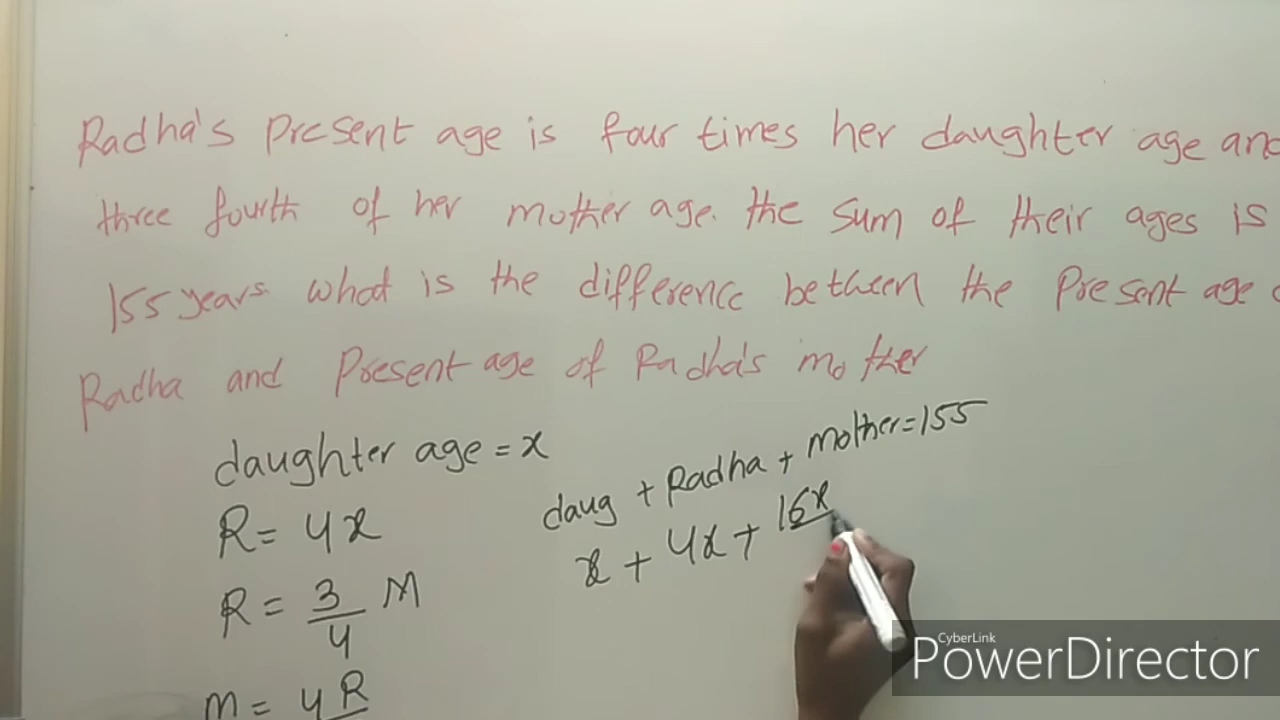 Radha's Present age is four times her daughter age and
three fourth of her mother age. the sum of their ages is
155 years what is the difference between the Present age
Radha and Present age of Radha's mother
daughter age = x
R = 4x
R = 3/4 M
M = 4R
daug + Radha + mother = 155
x + 4x + 16x
CyberLink
PowerDirector